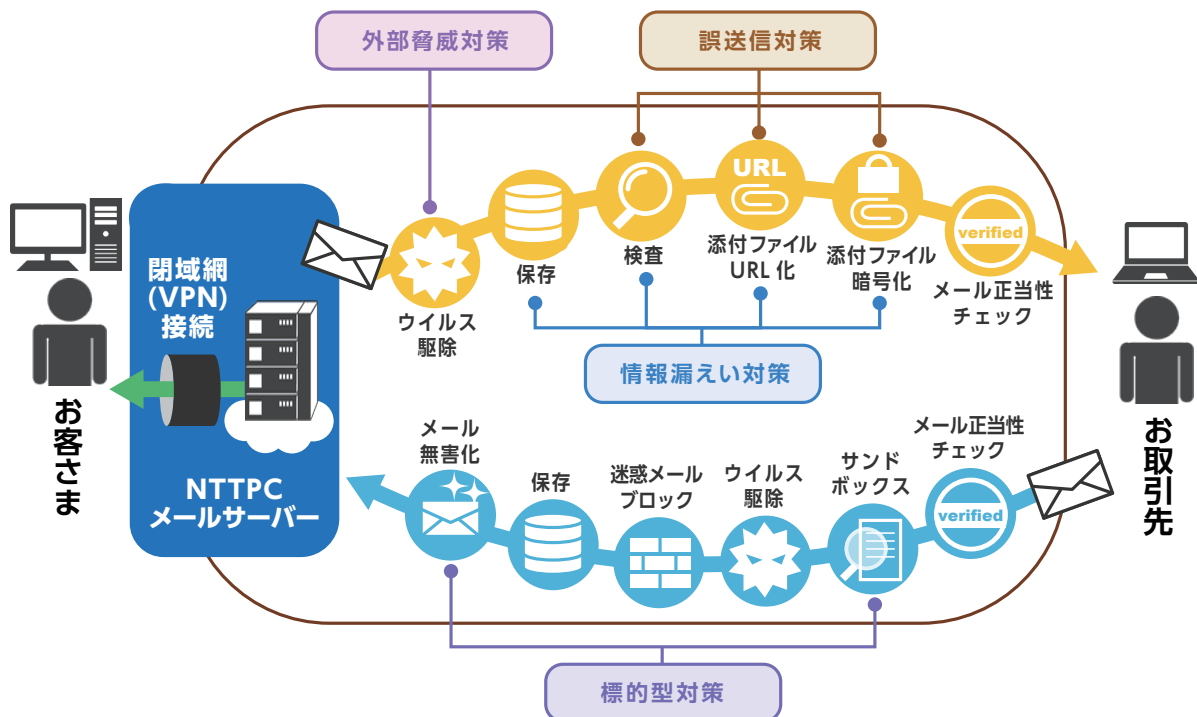 外部脅威対策
誤送信対策
URL
verified
保存
検査
添付ファイル
URL 化
添付ファイル
暗号化
メール正当性
チェック
ウイルス
駆除
閉域網
(VPN)
接続
情報漏えい対策
お客さま
お取引先
NTTPC
メールサーバー
メール
無害化
保存
迷惑メール
ブロック
ウイルス
駆除
サンド
ボックス
メール正当性
チェック
verified
標的型対策